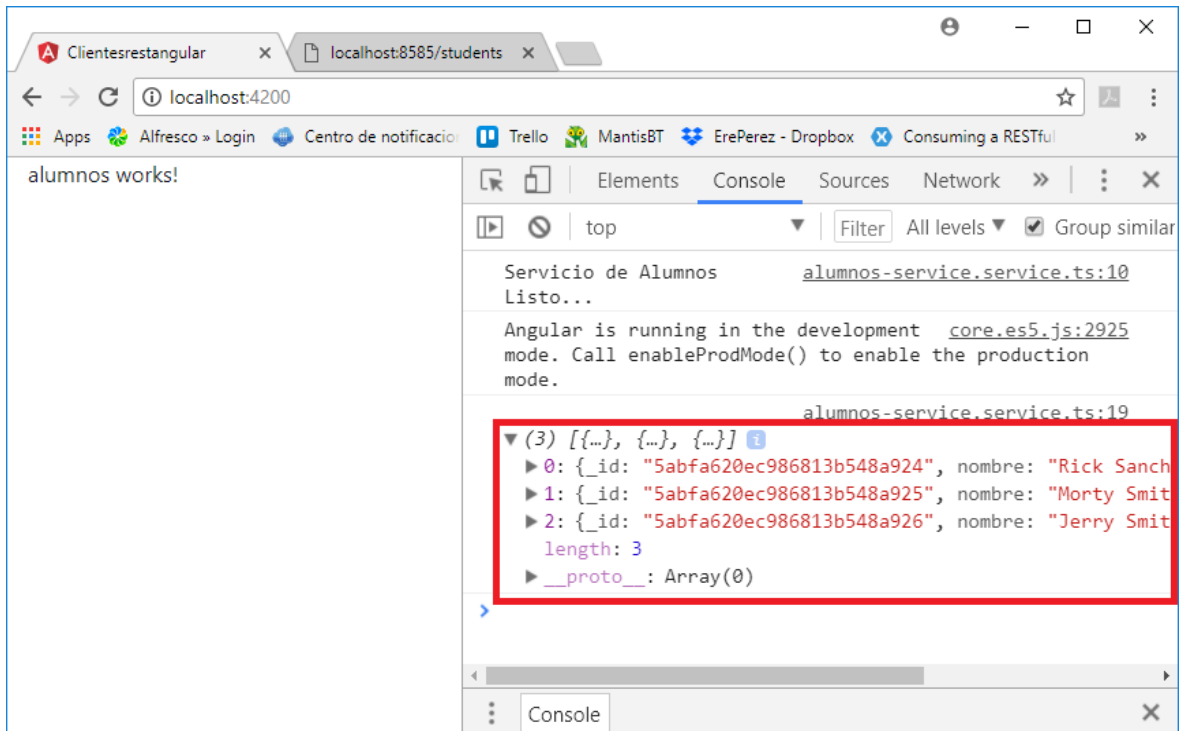 Clientesrestangular
localhost:8585/students
localhost:4200
Apps Alfresco » Login Centro de notificacion Trello MantisBT ErePerez - Dropbox Consuming a RESTful »
alumnos works!
Elements Console Sources Network »
top Filter All levels Group similar
Servicio de Alumnos alumnos-service.service.ts:10
Listo...
Angular is running in the development core.es5.js:2925
mode. Call enableProdMode() to enable the production
mode.
alumnos-service.service.ts:19
(3) [{…}, {…}, {…}] i
0: {_id: "5abfa620ec986813b548a924", nombre: "Rick Sanch
1: {_id: "5abfa620ec986813b548a925", nombre: "Morty Smit
2: {_id: "5abfa620ec986813b548a926", nombre: "Jerry Smit
length: 3
__proto__: Array(0)
Console